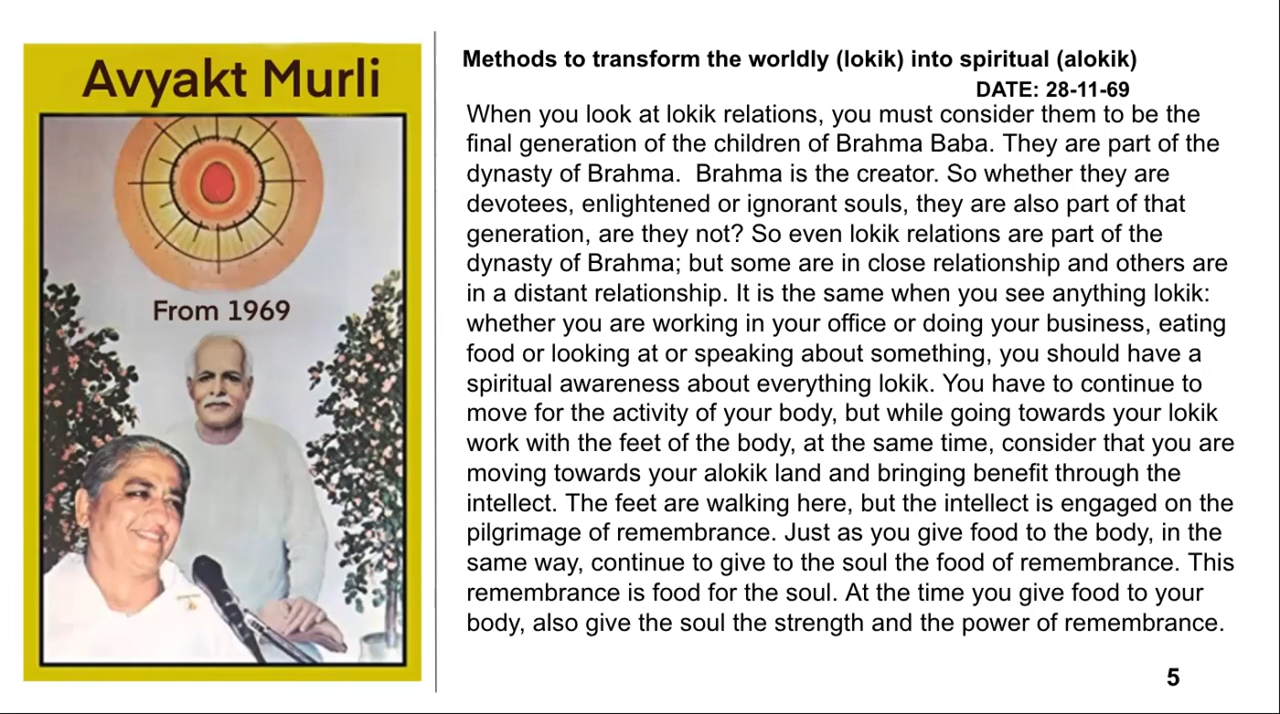 Avyakt Murli
From 1969
Methods to transform the worldly (lokik) into spiritual (alokik)
DATE: 28-11-69
When you look at lokik relations, you must consider them to be the
final generation of the children of Brahma Baba. They are part of the
dynasty of Brahma.  Brahma is the creator. So whether they are
devotees, enlightened or ignorant souls, they are also part of that
generation, are they not? So even lokik relations are part of the
dynasty of Brahma; but some are in close relationship and others are
in a distant relationship. It is the same when you see anything lokik:
whether you are working in your office or doing your business, eating
food or looking at or speaking about something, you should have a
spiritual awareness about everything lokik. You have to continue to
move for the activity of your body, but while going towards your lokik
work with the feet of the body, at the same time, consider that you are
moving towards your alokik land and bringing benefit through the
intellect. The feet are walking here, but the intellect is engaged on the
pilgrimage of remembrance. Just as you give food to the body, in the
same way, continue to give to the soul the food of remembrance. This
remembrance is food for the soul. At the time you give food to your
body, also give the soul the strength and the power of remembrance.
5